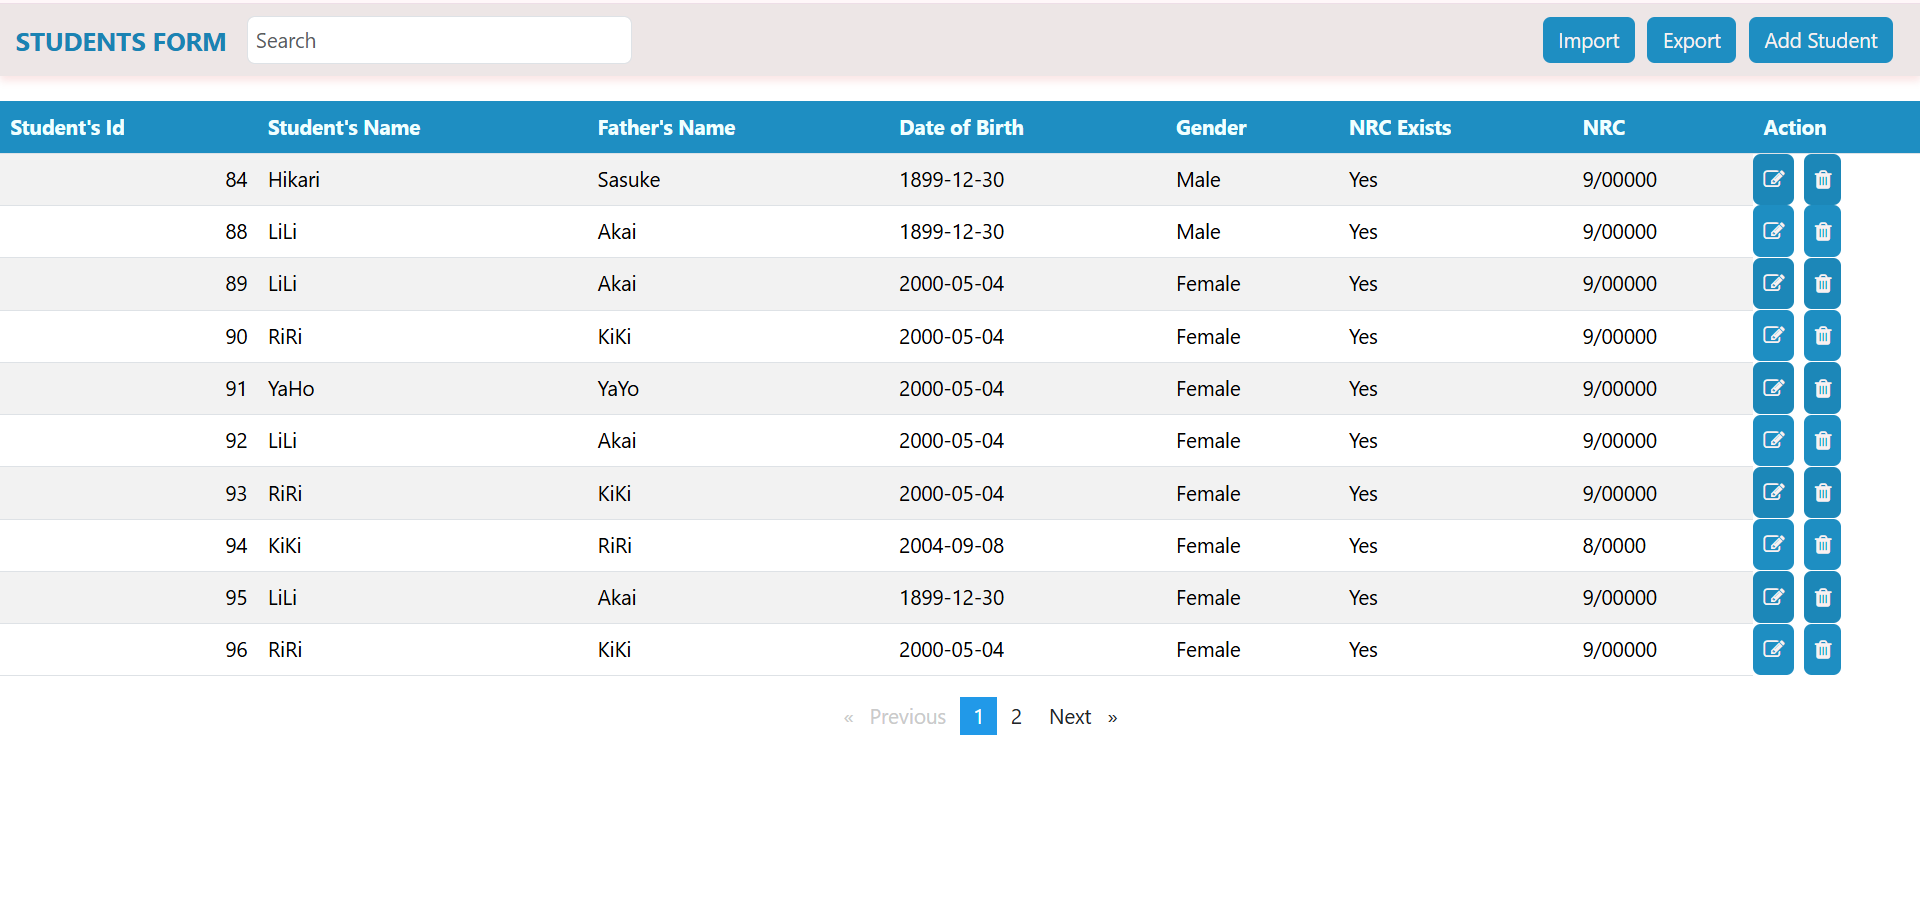 STUDENTS FORM Search Import Export Add Student
Student's Id Student's Name Father's Name Date of Birth Gender NRC Exists NRC Action
84 Hikari Sasuke 1899-12-30 Male Yes 9/00000
88 LiLi Akai 1899-12-30 Male Yes 9/00000
89 LiLi Akai 2000-05-04 Female Yes 9/00000
90 RiRi KiKi 2000-05-04 Female Yes 9/00000
91 YaHo YaYo 2000-05-04 Female Yes 9/00000
92 LiLi Akai 2000-05-04 Female Yes 9/00000
93 RiRi KiKi 2000-05-04 Female Yes 9/00000
94 KiKi RiRi 2004-09-08 Female Yes 8/0000
95 LiLi Akai 1899-12-30 Female Yes 9/00000
96 RiRi KiKi 2000-05-04 Female Yes 9/00000
« Previous 1 2 Next »